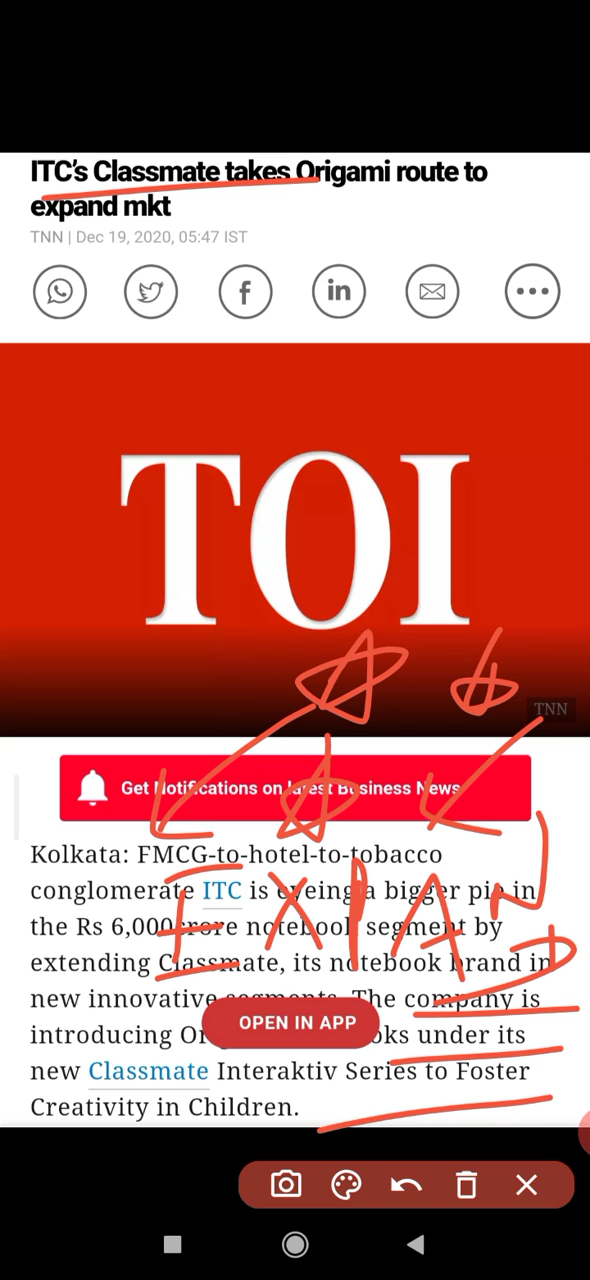 ITC's Classmate takes Origami route to
expand mkt
TNN | Dec 19, 2020, 05:47 IST
TOI
TNN
Get Notifications on latest Business News
Kolkata: FMCG-to-hotel-to-tobacco
conglomerate ITC is eyeing a bigger pie in
the Rs 6,000 crore notebook segment by
extending Classmate, its notebook brand in
new innovative segments. The company is
OPEN IN APP
introducing under its
new Classmate Interaktiv Series to Foster
Creativity in Children.
EXPAND